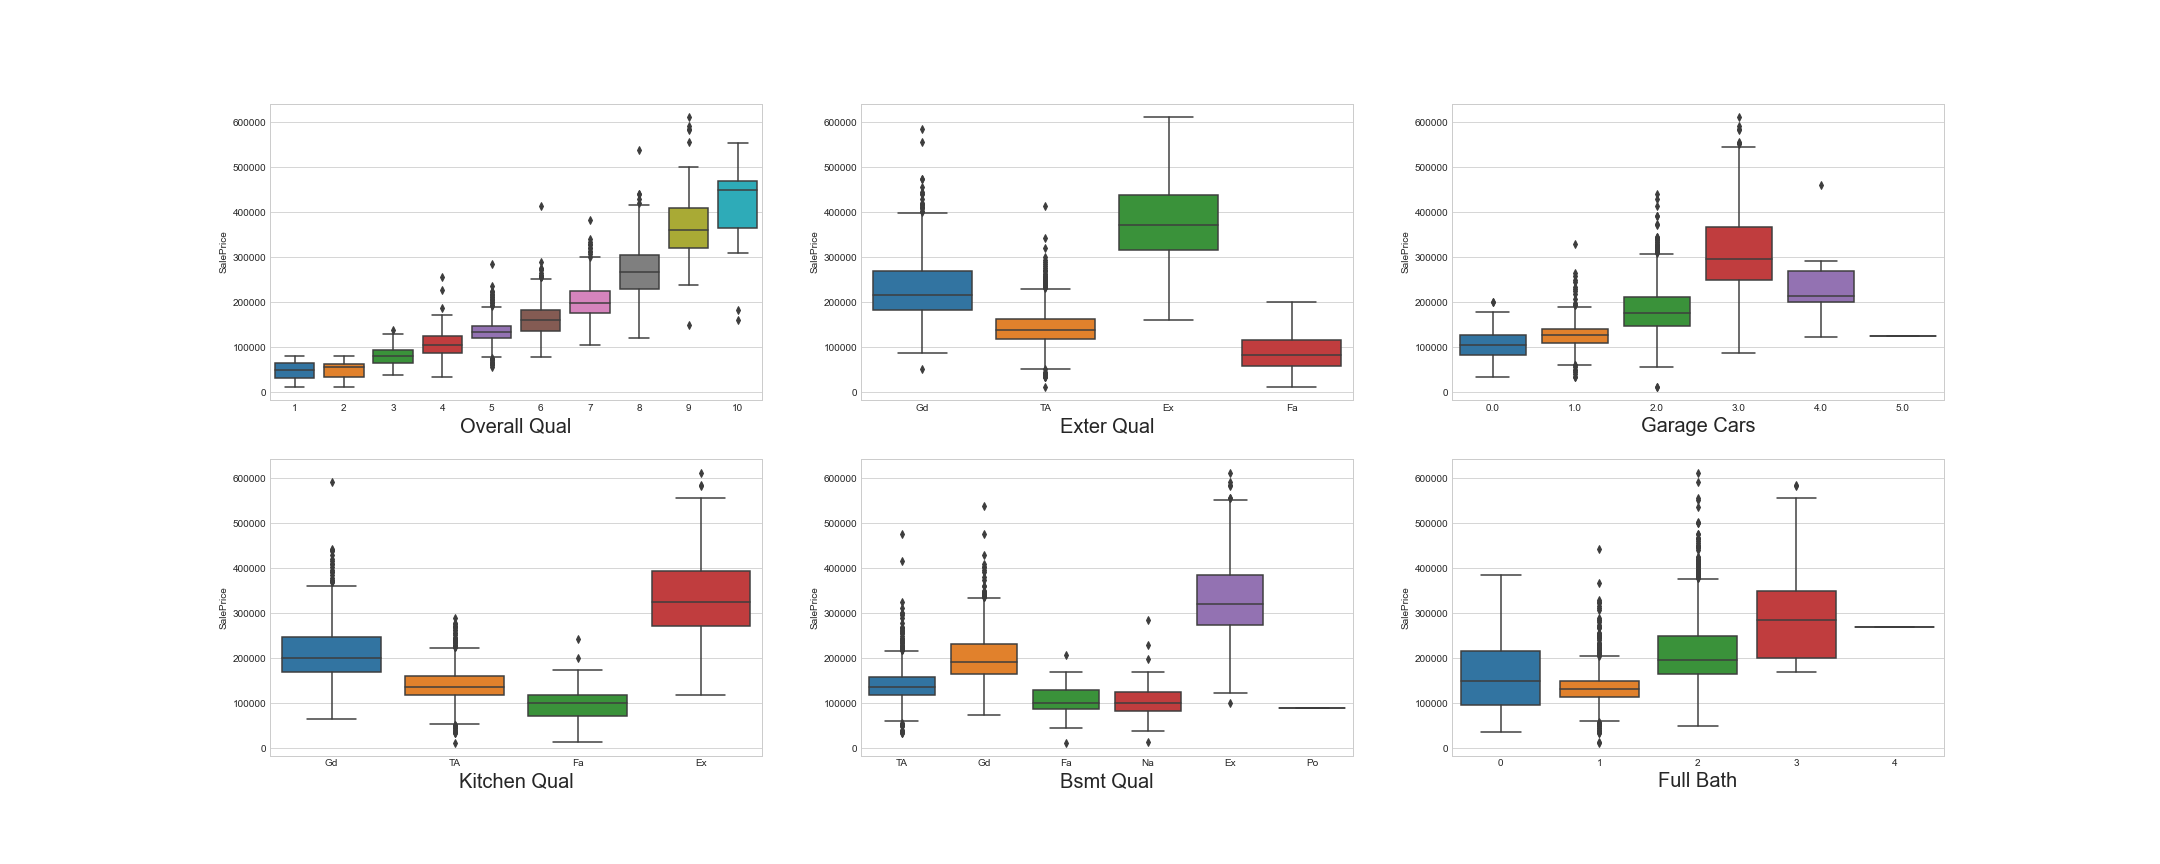 600000
500000
400000
300000
200000
100000
0
SalePrice
1 2 3 4 5 6 7 8 9 10
Overall Qual
600000
500000
400000
300000
200000
100000
0
SalePrice
Gd TA Ex Fa
Exter Qual
600000
500000
400000
300000
200000
100000
0
SalePrice
0.0 1.0 2.0 3.0 4.0 5.0
Garage Cars
600000
500000
400000
300000
200000
100000
0
SalePrice
Gd TA Fa Ex
Kitchen Qual
600000
500000
400000
300000
200000
100000
0
SalePrice
TA Gd Fa Na Ex Po
Bsmt Qual
600000
500000
400000
300000
200000
100000
0
SalePrice
0 1 2 3 4
Full Bath